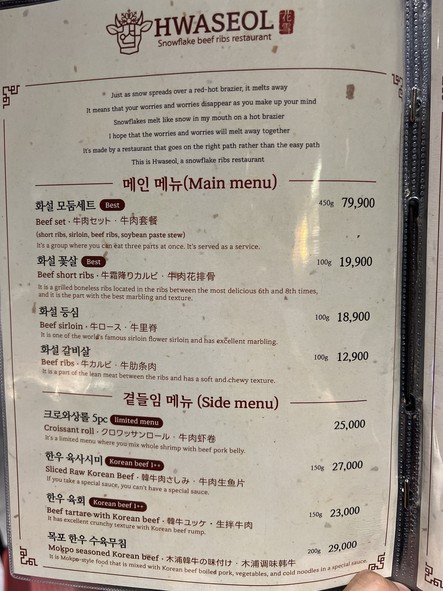 HWASEOL
花雪
Snowflake beef ribs restaurant
Just as snow spreads over a red-hot brazier, it melts away
It means that your worries and worries disappear as you make up your mind
Snowflakes melt like snow in my mouth on a hot brazier
I hope that the worries and worries will melt away together
It's made by a restaurant that goes on the right path rather than the easy path
This is Hwaseol, a snowflake ribs restaurant
메인 메뉴(Main menu)
화설 모둠세트 Best 450g 79,900
Beef set · 牛肉セット · 牛肉套餐
(short ribs, sirloin, beef ribs, soybean paste stew)
It's a group where you can eat three parts at once. It's served as a service.
화설 꽃살 Best 100g 19,900
Beef short ribs · 牛霜降りカルビ · 牛肉花排骨
It is a grilled boneless ribs located in the ribs between the most delicious 6th and 8th times,
and it is the part with the best marbling and texture.
화설 등심 100g 18,900
Beef sirloin · 牛ロース · 牛里脊
It is one of the world's famous sirloin flower sirloin and has excellent marbling.
화설 갈비살 100g 12,900
Beef ribs · 牛カルビ · 牛肋条肉
It is a part of the lean meat between the ribs and has a soft and chewy texture.
곁들임 메뉴 (Side menu)
크로와상롤 5pc limited menu 25,000
Croissant roll · クロワッサンロール · 牛肉虾卷
It's a limited menu where you mix whole shrimp with beef pork belly.
한우 육사시미 Korean beef 1++ 150g 27,000
Sliced Raw Korean Beef · 韓牛肉さしみ · 牛肉生鱼片
If you take a special sauce, you can't have a special sauce.
한우 육회 Korean beef 1++ 150g 23,000
Beef tartare with Korean beef · 韓牛ユッケ · 生拌牛肉
It has excellent crunchy texture with Korean beef rump.
목포 한우 수육무침 200g 29,000
Mokpo seasoned Korean beef · 木浦韓牛の味付け · 木浦调味韩牛
It is Mokpo-style food that is mixed with Korean beef boiled pork, vegetables, and cold noodles in a special sauce.